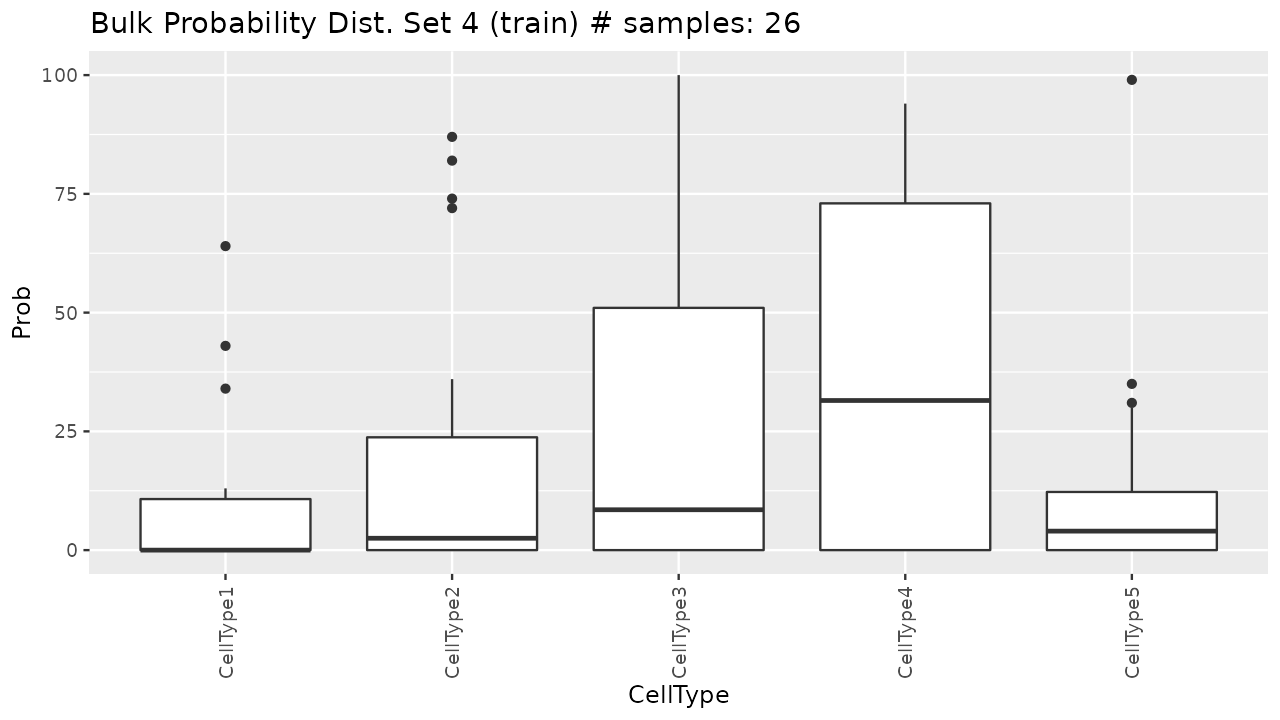 Bulk Probability Dist. Set 4 (train) # samples: 26
100
75
50
25
0
Prob
CellType1
CellType2
CellType3
CellType4
CellType5
CellType